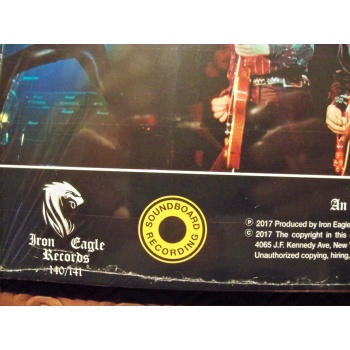 Iron Eagle
Records
140/141
SOUNDBOARD
RECORDING
An
℗ 2017 Produced by Iron Eagle
© 2017 The copyright in this
4065 J.F. Kennedy Ave, New
Unauthorized copying, hiring,